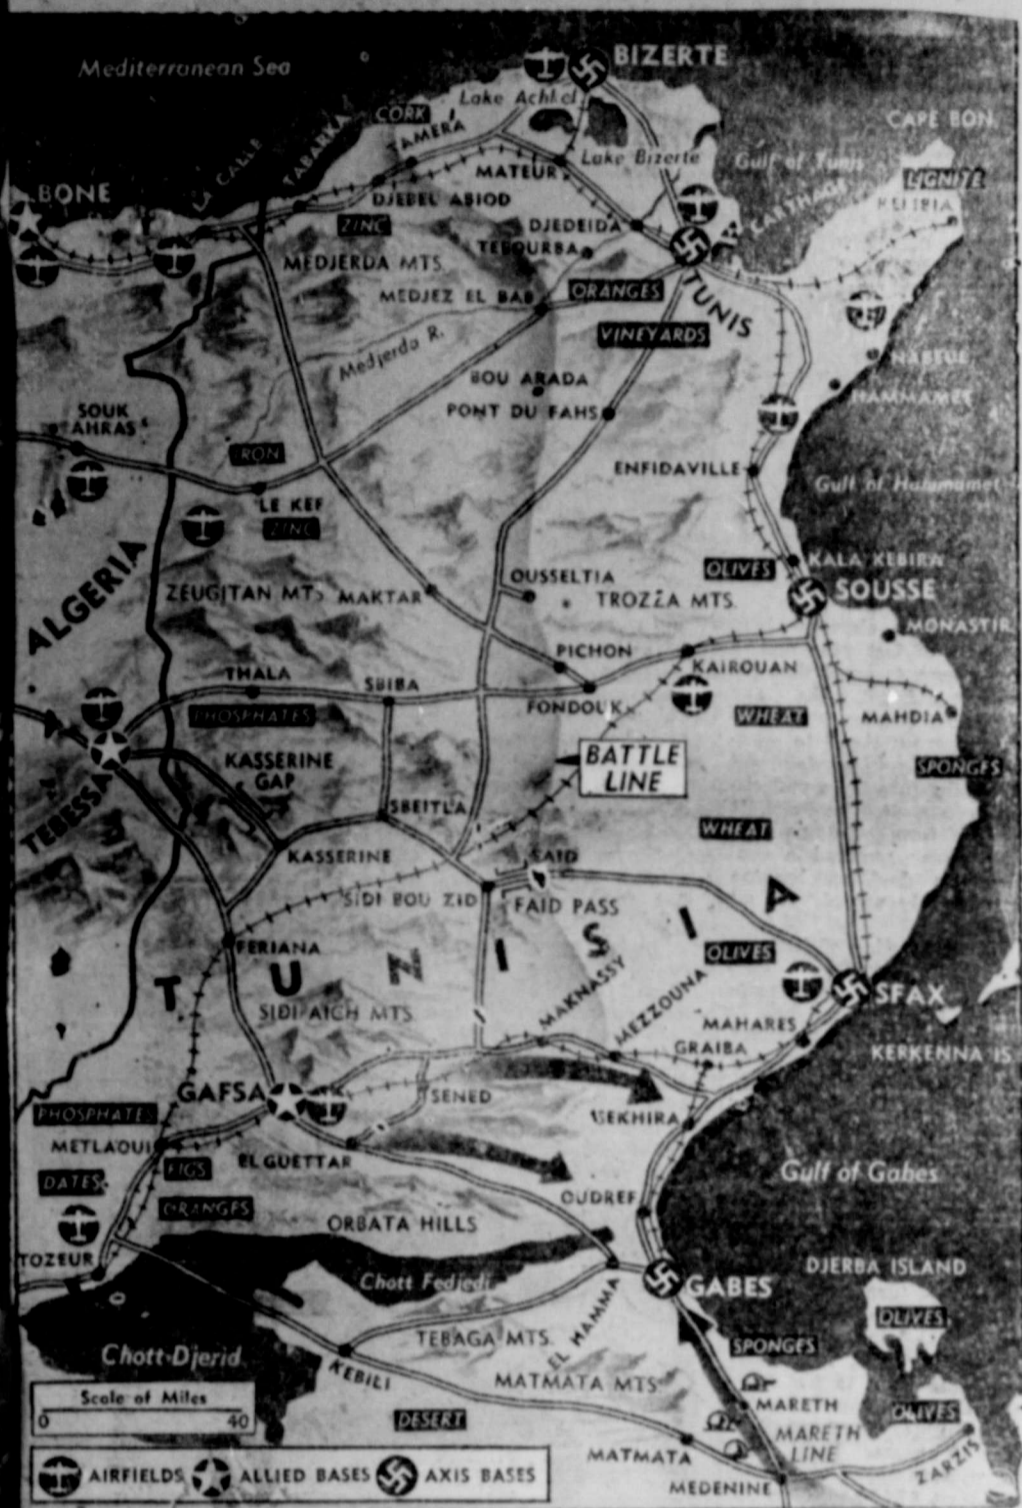 Mediterranean Sea
BIZERTE
Lake Achkel
CORK
TAMERA
CAPE BON
LA CALLE
TABARKA
MATEUR
Lake Bizerte
Gulf of Tunis
LIGNITE
BONE
DJEBEL ABIOD
CARTHAGE
KELIBIA
ZINC
DJEDEIDA
TEBOURBA
MEDJERDA MTS.
MEDJEZ EL BAB
ORANGES
TUNIS
VINEYARDS
Medjerda R.
NABEUL
BOU ARADA
HAMMAMET
SOUK
AHRAS
PONT DU FAHS
IRON
ENFIDAVILLE
Gulf of Hammamet
LE KEF
ZINC
ALGERIA
OLIVES
KALA KEBIRA
OUSSELTIA
SOUSSE
ZEUGITAN MTS
MAKTAR
TROZZA MTS.
MONASTIR
PICHON
KAIROUAN
THALA
SBIBA
FONDOUK
PHOSPHATES
WHEAT
MAHDIA
KASSERINE
GAP
BATTLE
LINE
SPONGES
TEBESSA
SBEITLA
WHEAT
KASSERINE
FAID
SIDI BOU ZID
FAID PASS
FERIANA
OLIVES
TUNISIA
SIDI AICH MTS.
MAKNASSY
MEZZOUNA
SFAX
MAHARES
GRAIBA
KERKENNA IS.
GAFSA
SENED
PHOSPHATES
CEKHIRA
METLAOUI
FIGS
EL GUETTAR
DATES
Gulf of Gabes
ORANGES
OUDREF
ORBATA HILLS
TOZEUR
DJERBA ISLAND
Chott Fedjedj
GABES
OLIVES
EL HAMMA
TEBAGA MTS.
SPONGES
Chott Djerid
KEBILI
MATMATA MTS
Scale of Miles
0 40
MARETH
DESERT
OLIVES
MARETH
LINE
MATMATA
ZARZIS
MEDENINE
AIRFIELDS ALLIED BASES AXIS BASES